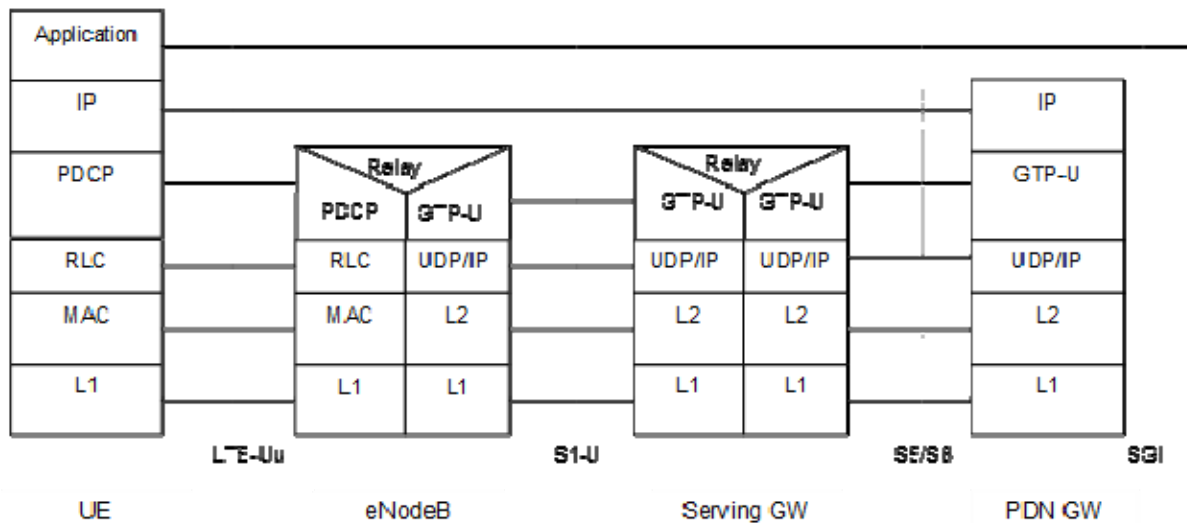 Application
IP
IP
PDCP
Relay
Relay
GTP-U
PDCP
GTP-U
GTP-U
GTP-U
RLC
RLC
UDP/IP
UDP/IP
UDP/IP
UDP/IP
MAC
MAC
L2
L2
L2
L2
L1
L1
L1
L1
L1
L1
LTE-Uu
S1-U
S5/S8
SGI
UE
eNodeB
Serving GW
PDN GW